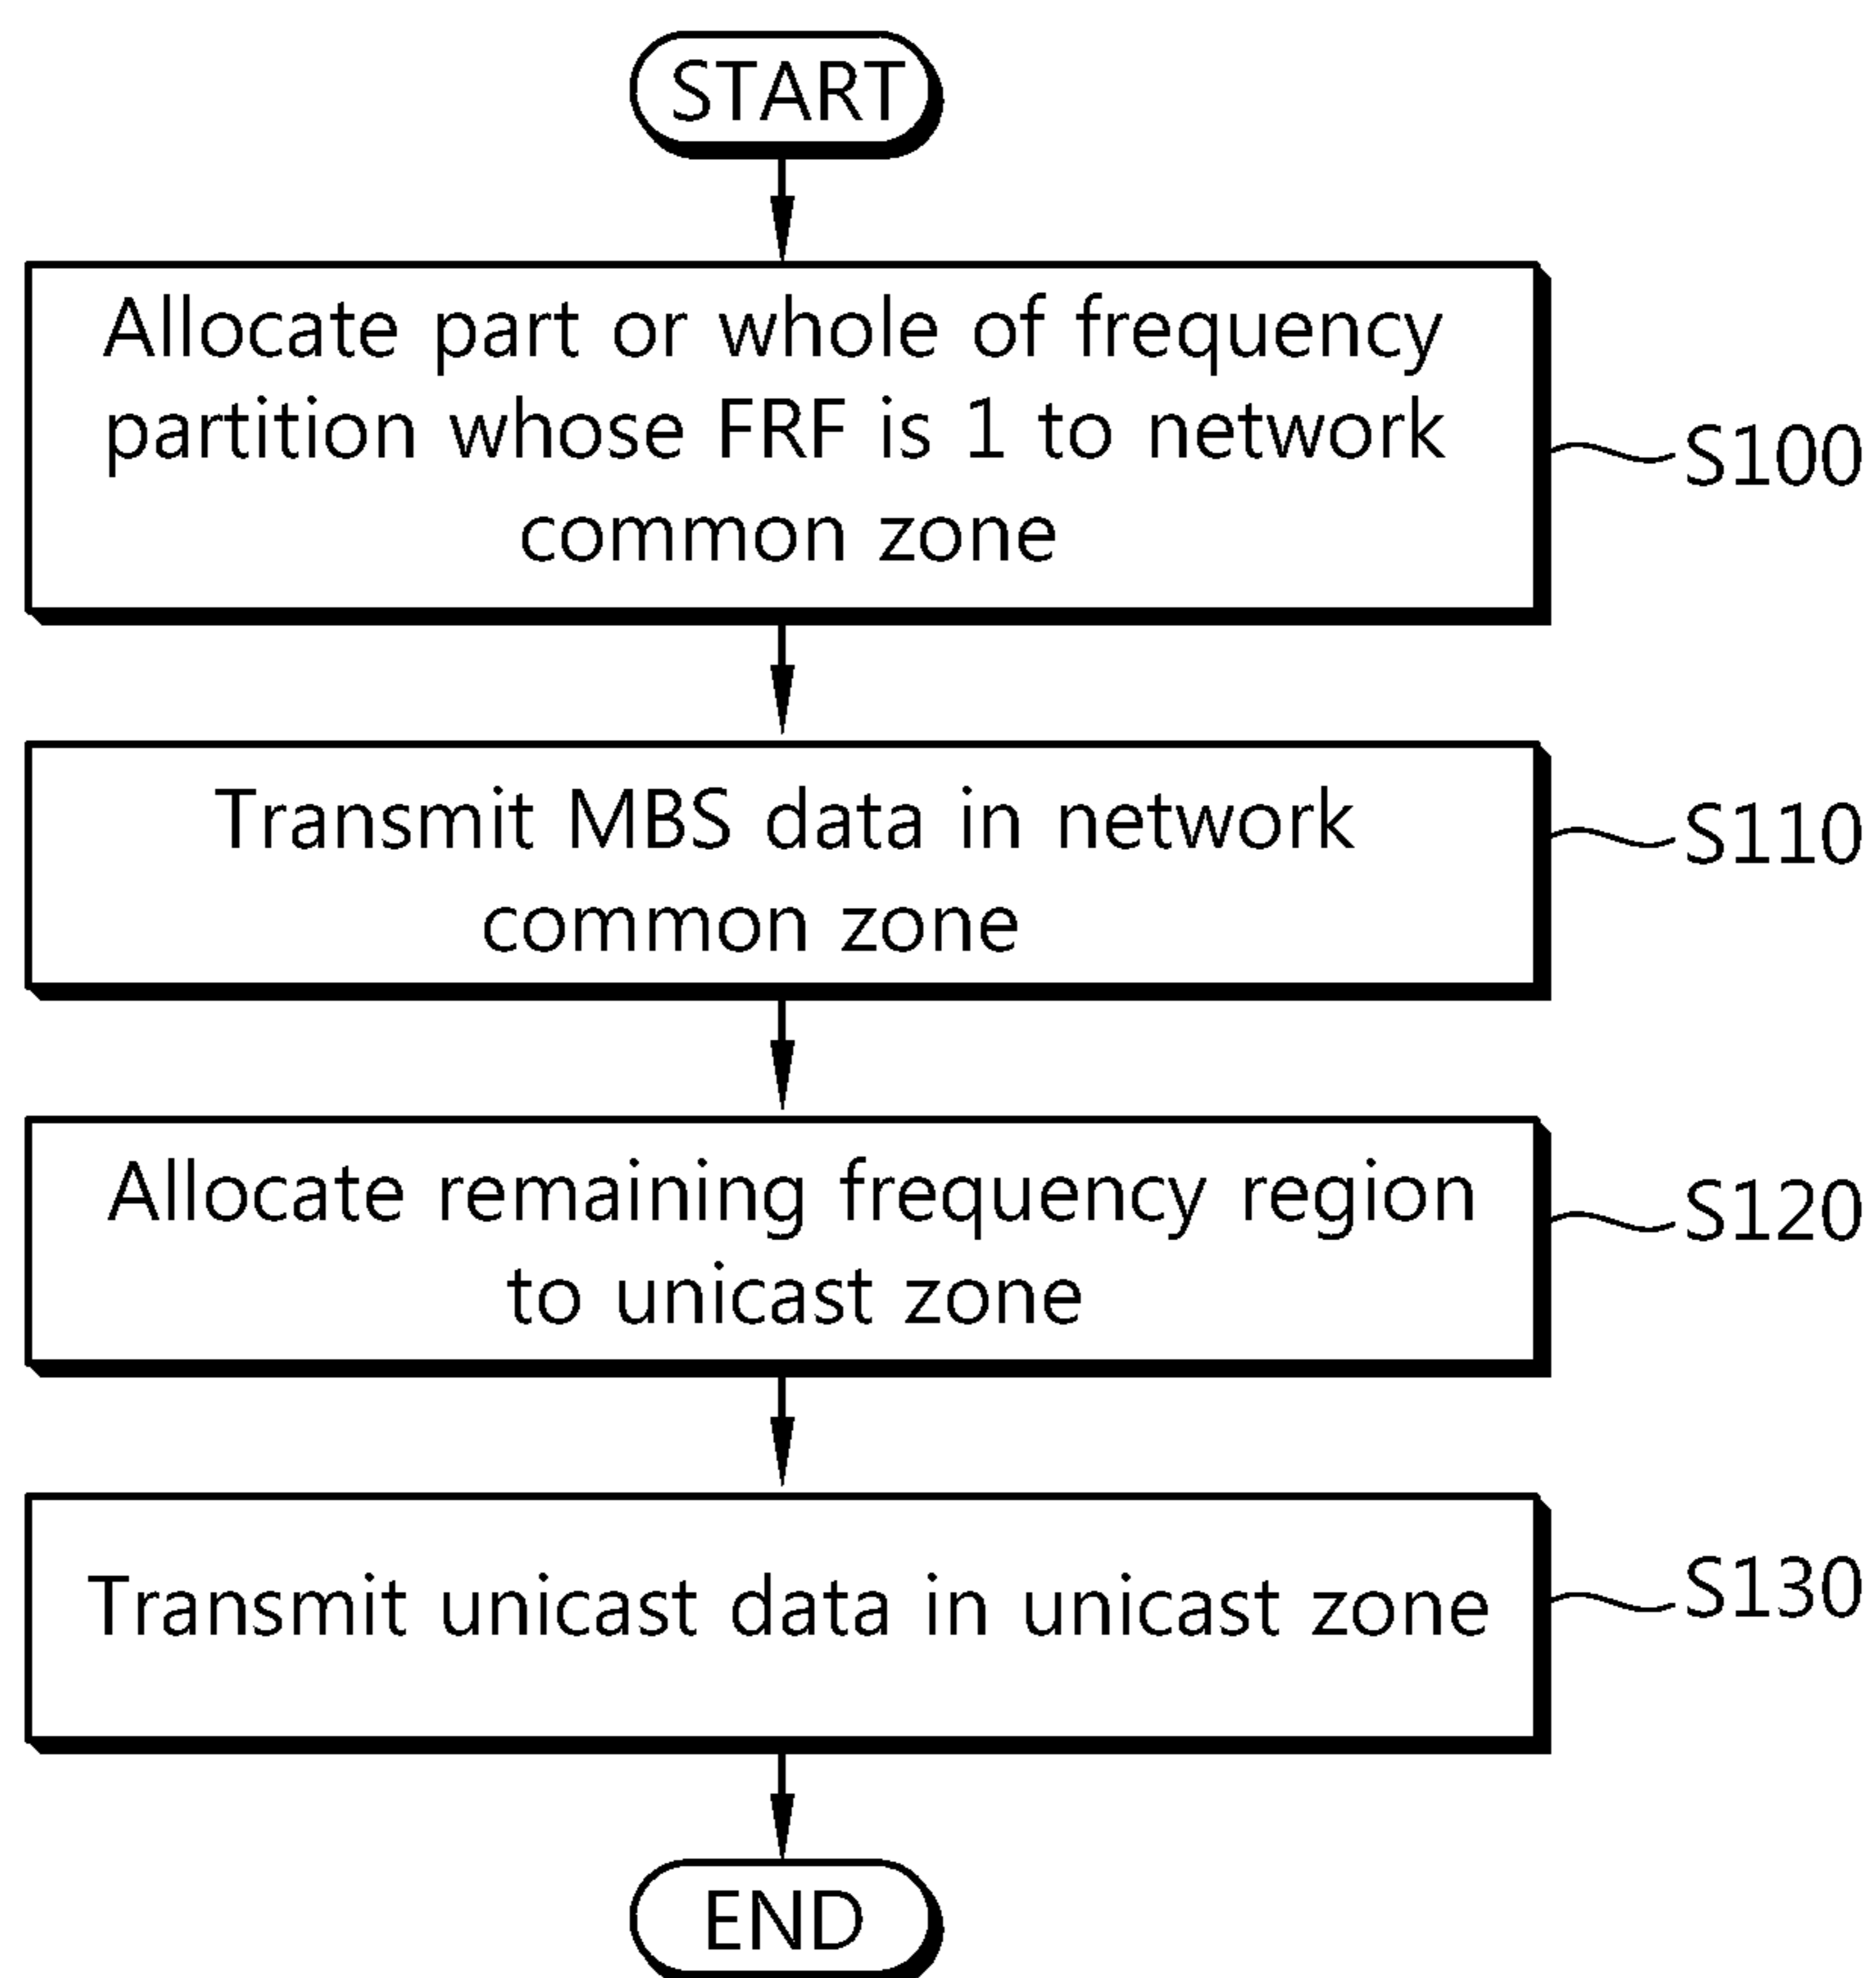 START
Allocate part or whole of frequency
partition whose FRF is 1 to network
common zone
S100
Transmit MBS data in network
common zone
S110
Allocate remaining frequency region
to unicast zone
S120
Transmit unicast data in unicast zone
S130
END